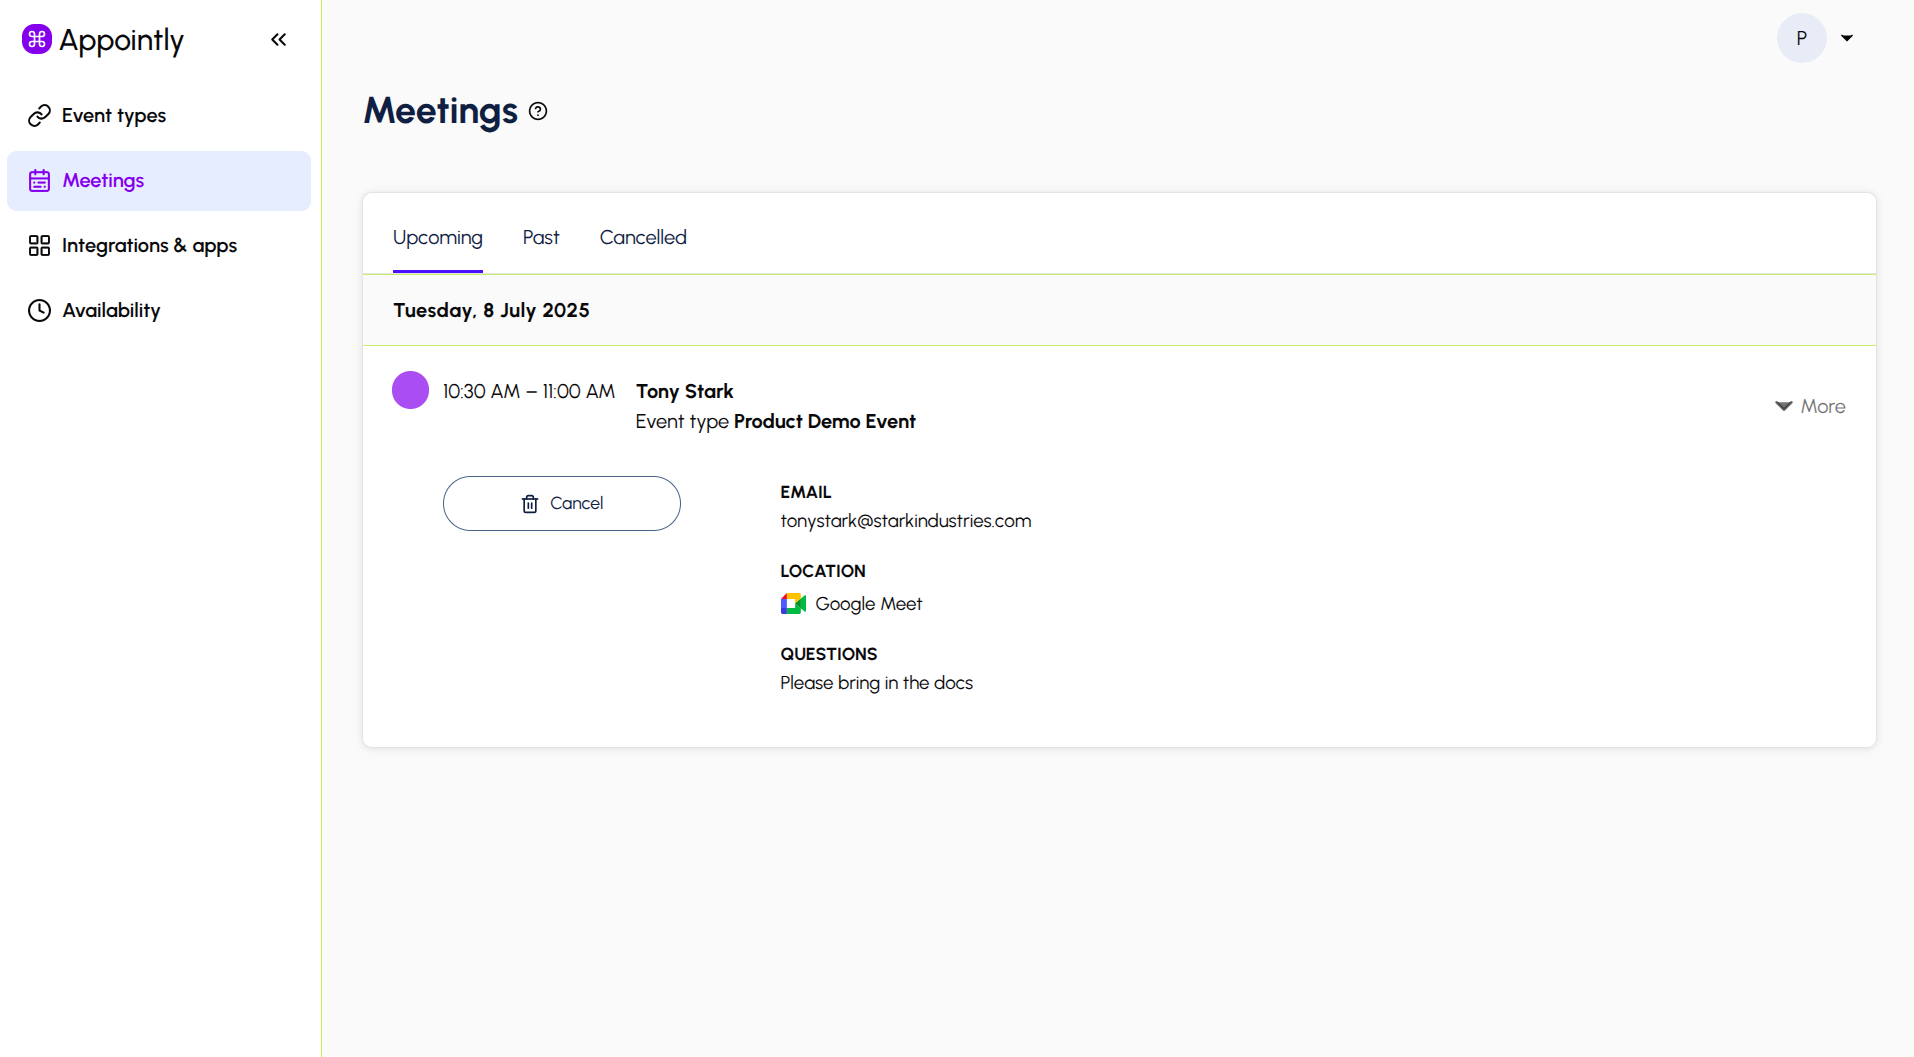 Appointly
P
Event types
Meetings
Integrations & apps
Availability
Meetings
Upcoming
Past
Cancelled
Tuesday, 8 July 2025
10:30 AM – 11:00 AM
Tony Stark
Event type Product Demo Event
More
Cancel
EMAIL
tonystark@starkindustries.com
LOCATION
Google Meet
QUESTIONS
Please bring in the docs